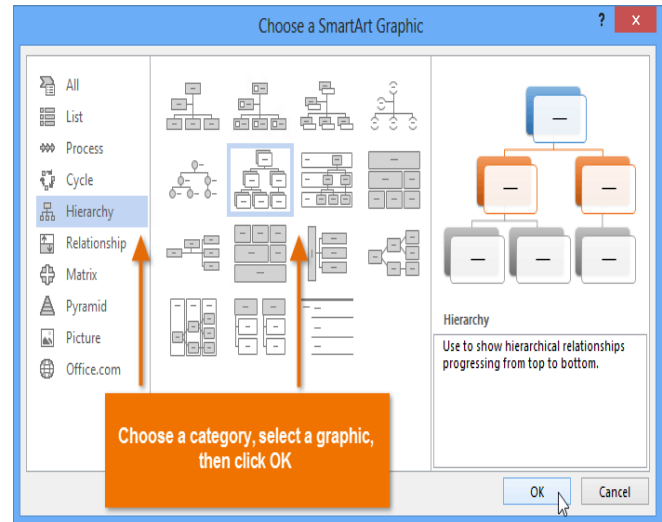 Choose a SmartArt Graphic
? x
All
List
Process
Cycle
Hierarchy
Relationship
Matrix
Pyramid
Picture
Office.com
Hierarchy
Use to show hierarchical relationships
progressing from top to bottom.
Choose a category, select a graphic,
then click OK
OK
Cancel